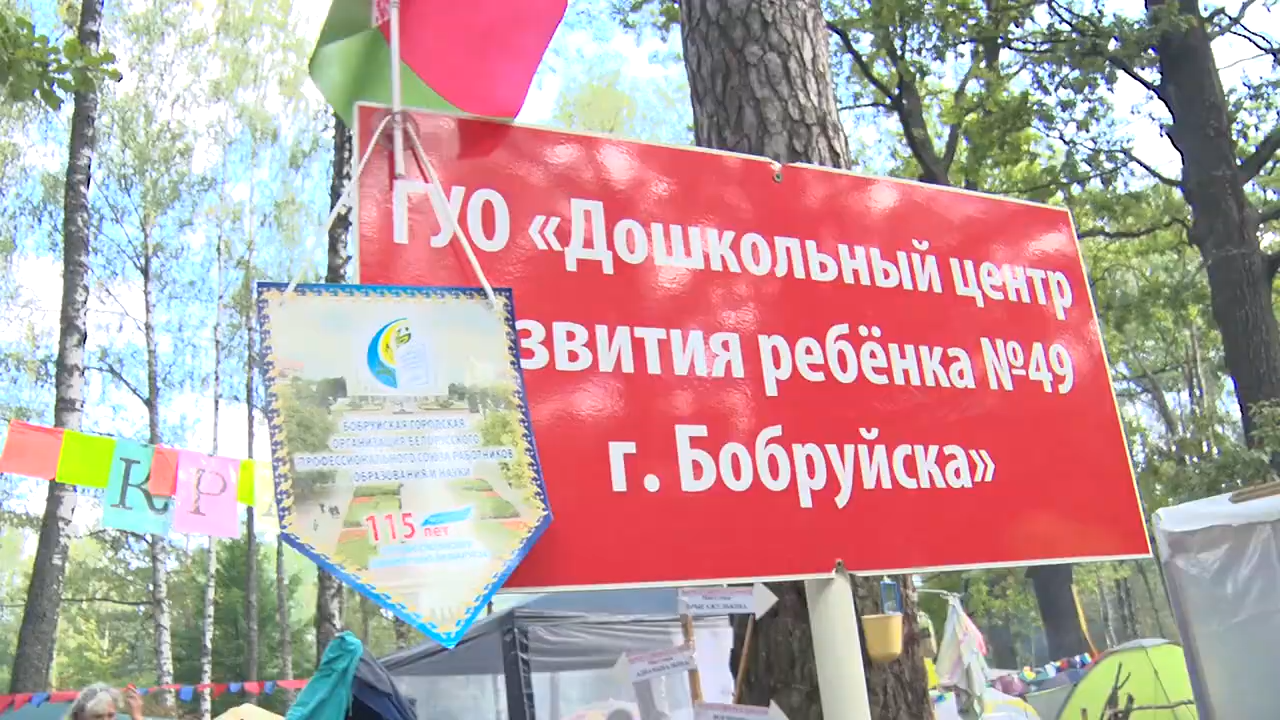 ГУО «Дошкольный центр
звития ребёнка №49
г. Бобруйска»
БОБРУЙСКАЯ ГОРОДСКАЯ
ОРГАНИЗАЦИЯ БЕЛОРУССКОГО
ПРОФЕССИОНАЛЬНОГО СОЮЗА РАБОТНИКОВ
ОБРАЗОВАНИЯ И НАУКИ
115 лет
К Р